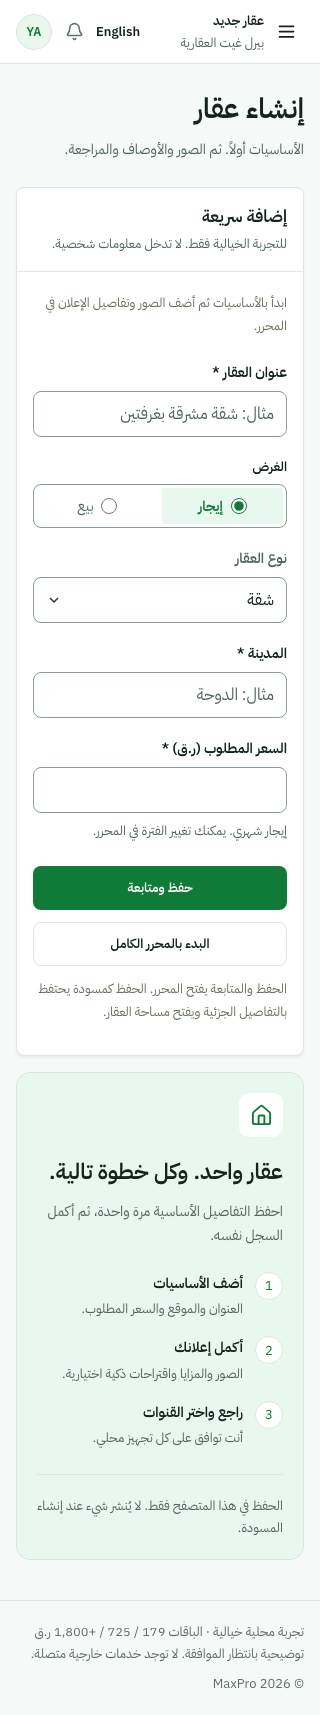 عقار جديد
بيرل غيت العقارية
English
YA
إنشاء عقار
الأساسيات أولاً. ثم الصور والأوصاف والمراجعة.
إضافة سريعة
للتجربة الخيالية فقط. لا تدخل معلومات شخصية.
ابدأ بالأساسيات ثم أضف الصور وتفاصيل الإعلان في
المحرر.
عنوان العقار *
مثال: شقة مشرقة بغرفتين
الغرض
إيجار
بيع
نوع العقار
شقة
المدينة *
مثال: الدوحة
السعر المطلوب (ر.ق) *
إيجار شهري. يمكنك تغيير الفترة في المحرر.
حفظ ومتابعة
البدء بالمحرر الكامل
الحفظ والمتابعة يفتح المحرر. الحفظ كمسودة يحتفظ
بالتفاصيل الجزئية ويفتح مساحة العقار.
عقار واحد. وكل خطوة تالية.
احفظ التفاصيل الأساسية مرة واحدة، ثم أكمل
السجل نفسه.
1
أضف الأساسيات
العنوان والموقع والسعر المطلوب.
2
أكمل إعلانك
الصور والمزايا واقتراحات ذكية اختيارية.
3
راجع واختر القنوات
أنت توافق على كل تجهيز محلي.
الحفظ في هذا المتصفح فقط. لا يُنشر شيء عند إنشاء
المسودة.
تجربة محلية خيالية · الباقات 179 / 725 / +1,800 ر.ق
توضيحية بانتظار الموافقة. لا توجد خدمات خارجية متصلة.
© 2026 MaxPro